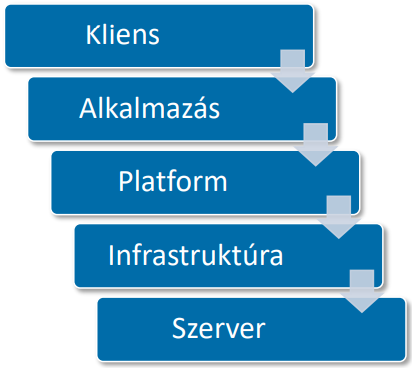 Kliens
Alkalmazás
Platform
Infrastruktúra
Szerver